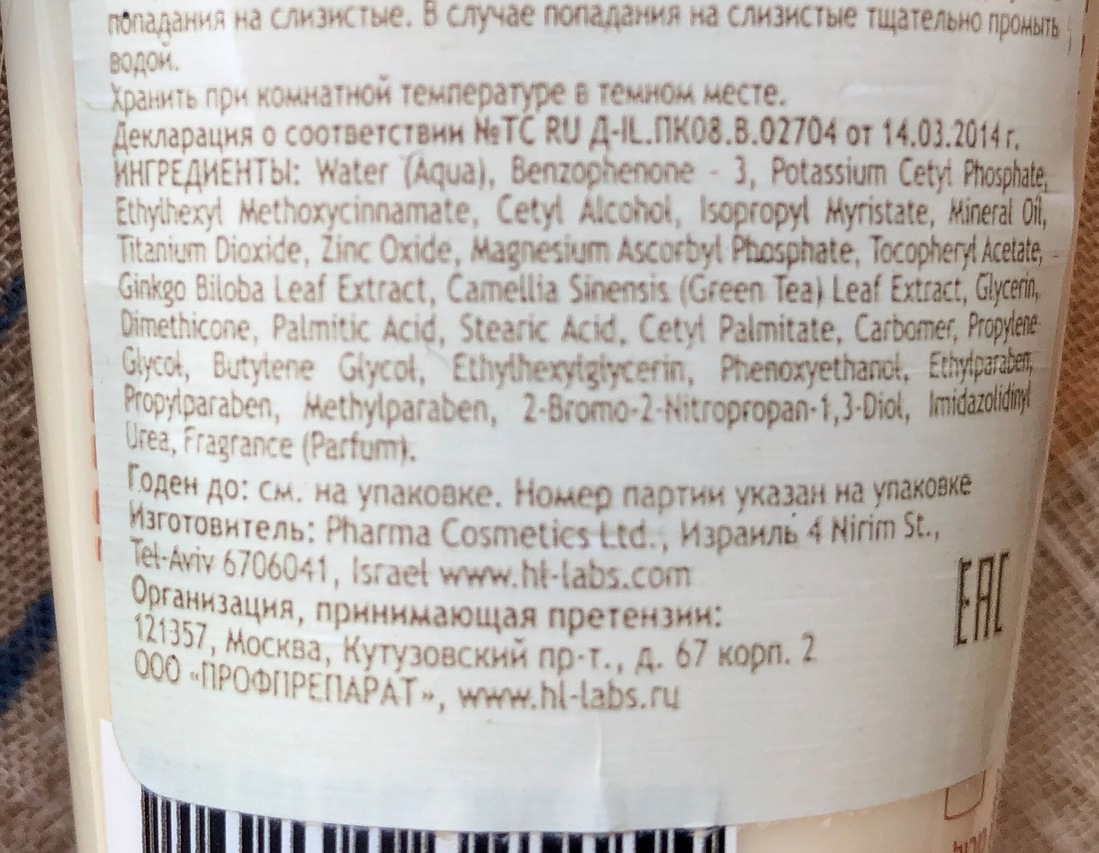 попадания на слизистые. В случае попадания на слизистые тщательно промыть
водой.
Хранить при комнатной температуре в темном месте.
Декларация о соответствии №ТС RU Д-IL.ПК08.В.02704 от 14.03.2014 г.
ИНГРЕДИЕНТЫ: Water (Aqua), Benzophenone - 3, Potassium Cetyl Phosphate,
Ethylhexyl Methoxycinnamate, Cetyl Alcohol, Isopropyl Myristate, Mineral Oil,
Titanium Dioxide, Zinc Oxide, Magnesium Ascorbyl Phosphate, Tocopheryl Acetate,
Ginkgo Biloba Leaf Extract, Camellia Sinensis (Green Tea) Leaf Extract, Glycerin,
Dimethicone, Palmitic Acid, Stearic Acid, Cetyl Palmitate, Carbomer, Propylene
Glycol, Butylene Glycol, Ethylhexylglycerin, Phenoxyethanol, Ethylparaben,
Propylparaben, Methylparaben, 2-Bromo-2-Nitropropan-1,3-Diol, Imidazolidinyl
Urea, Fragrance (Parfum).
Годен до: см. на упаковке. Номер партии указан на упаковке
Изготовитель: Pharma Cosmetics Ltd., Израиль 4 Nirim St.,
Tel-Aviv 6706041, Israel www.hl-labs.com
Организация, принимающая претензии:
121357, Москва, Кутузовский пр-т., д. 67 корп. 2
ООО «ПРОФПРЕПАРАТ», www.hl-labs.ru
EAC